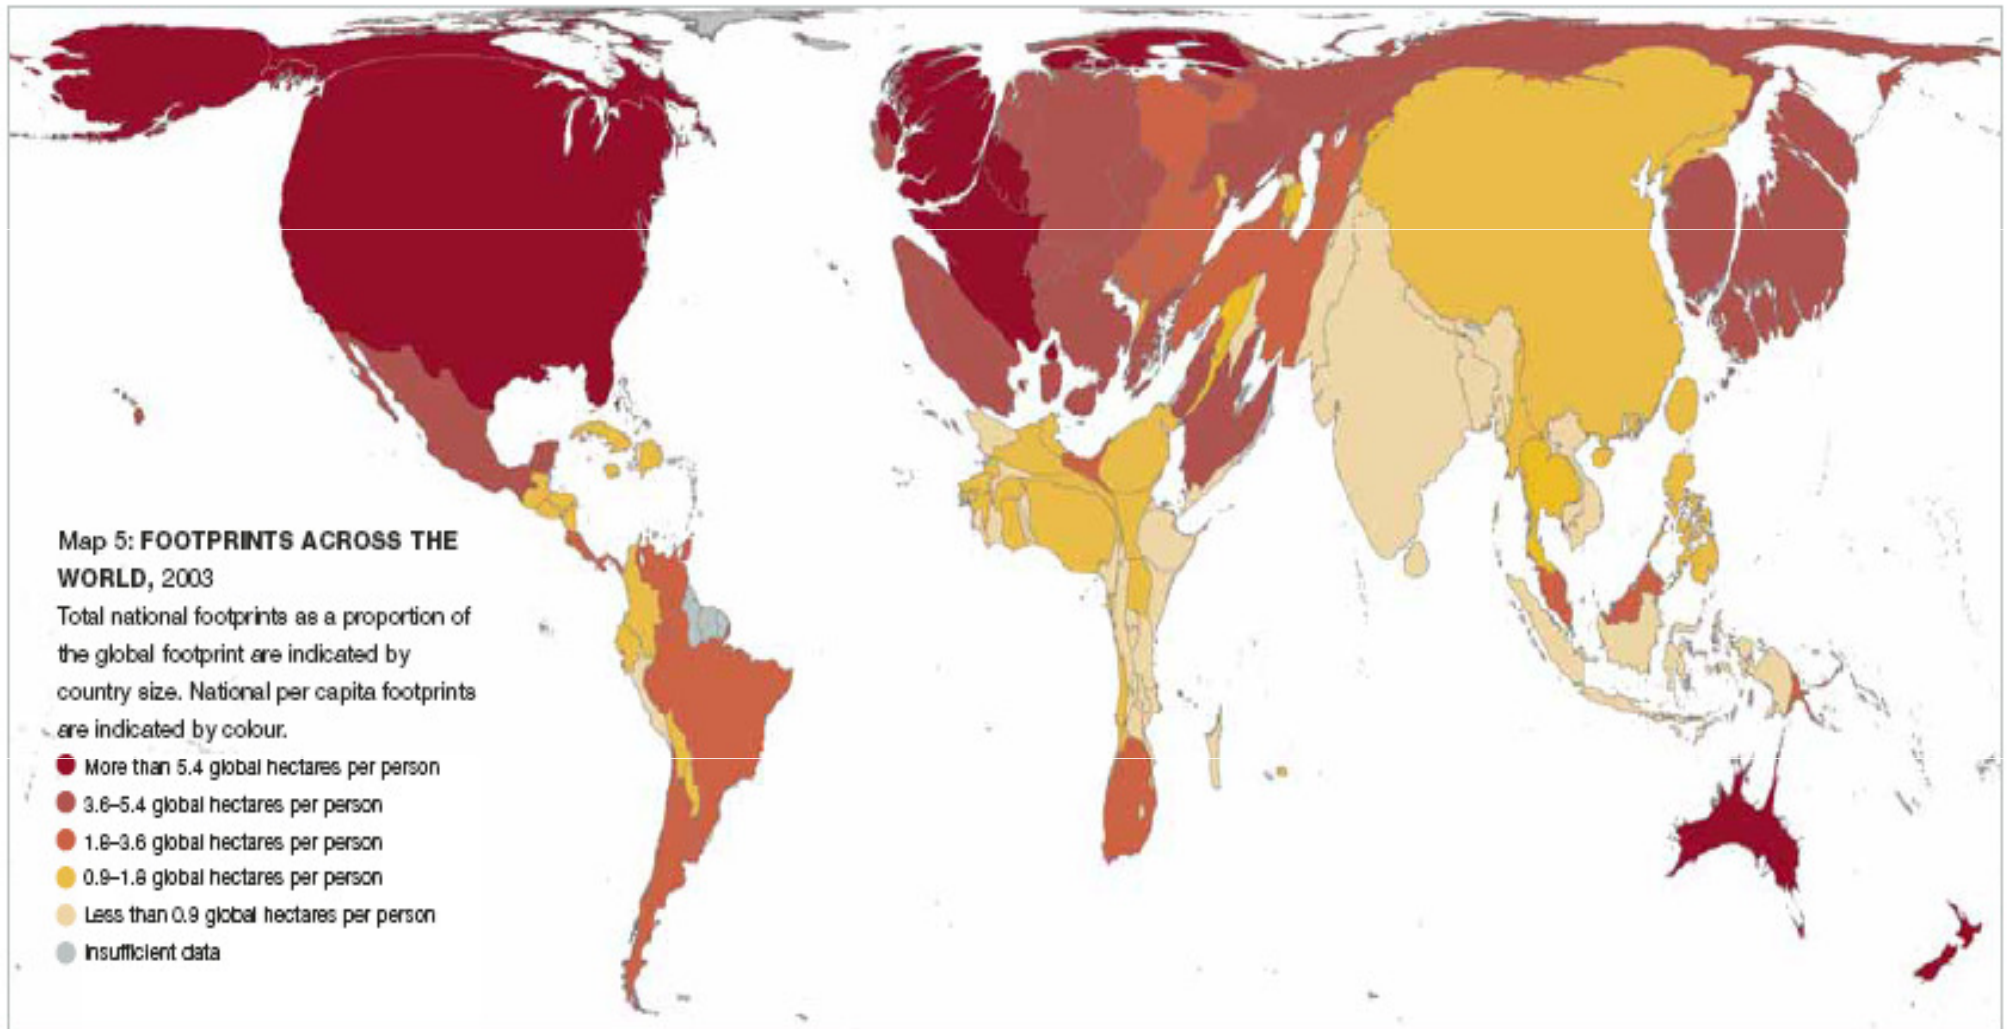 Map 5: FOOTPRINTS ACROSS THE
WORLD, 2003
Total national footprints as a proportion of
the global footprint are indicated by
country size. National per capita footprints
are indicated by colour.
More than 5.4 global hectares per person
3.6–5.4 global hectares per person
1.8–3.6 global hectares per person
0.9–1.8 global hectares per person
Less than 0.9 global hectares per person
Insufficient data